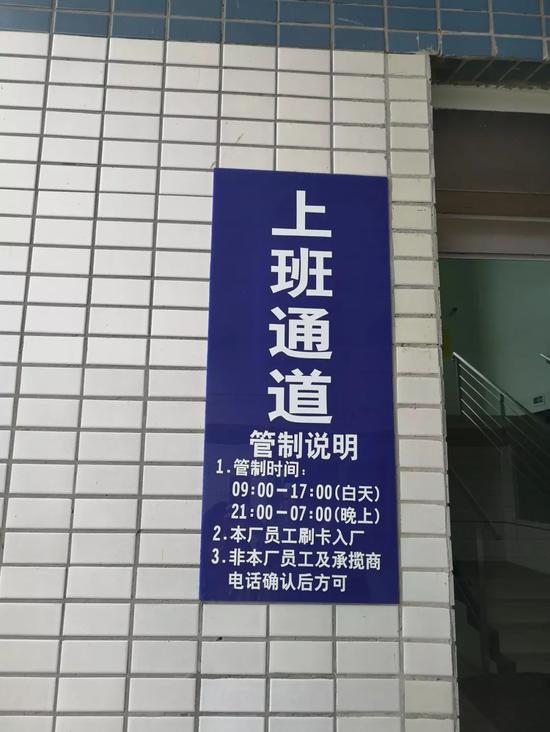 上班通道
管制说明
1.管制时间：
09:00-17:00(白天)
21:00-07:00(晚上)
2.本厂员工刷卡入厂
3.非本厂员工及承揽商
电话确认后方可